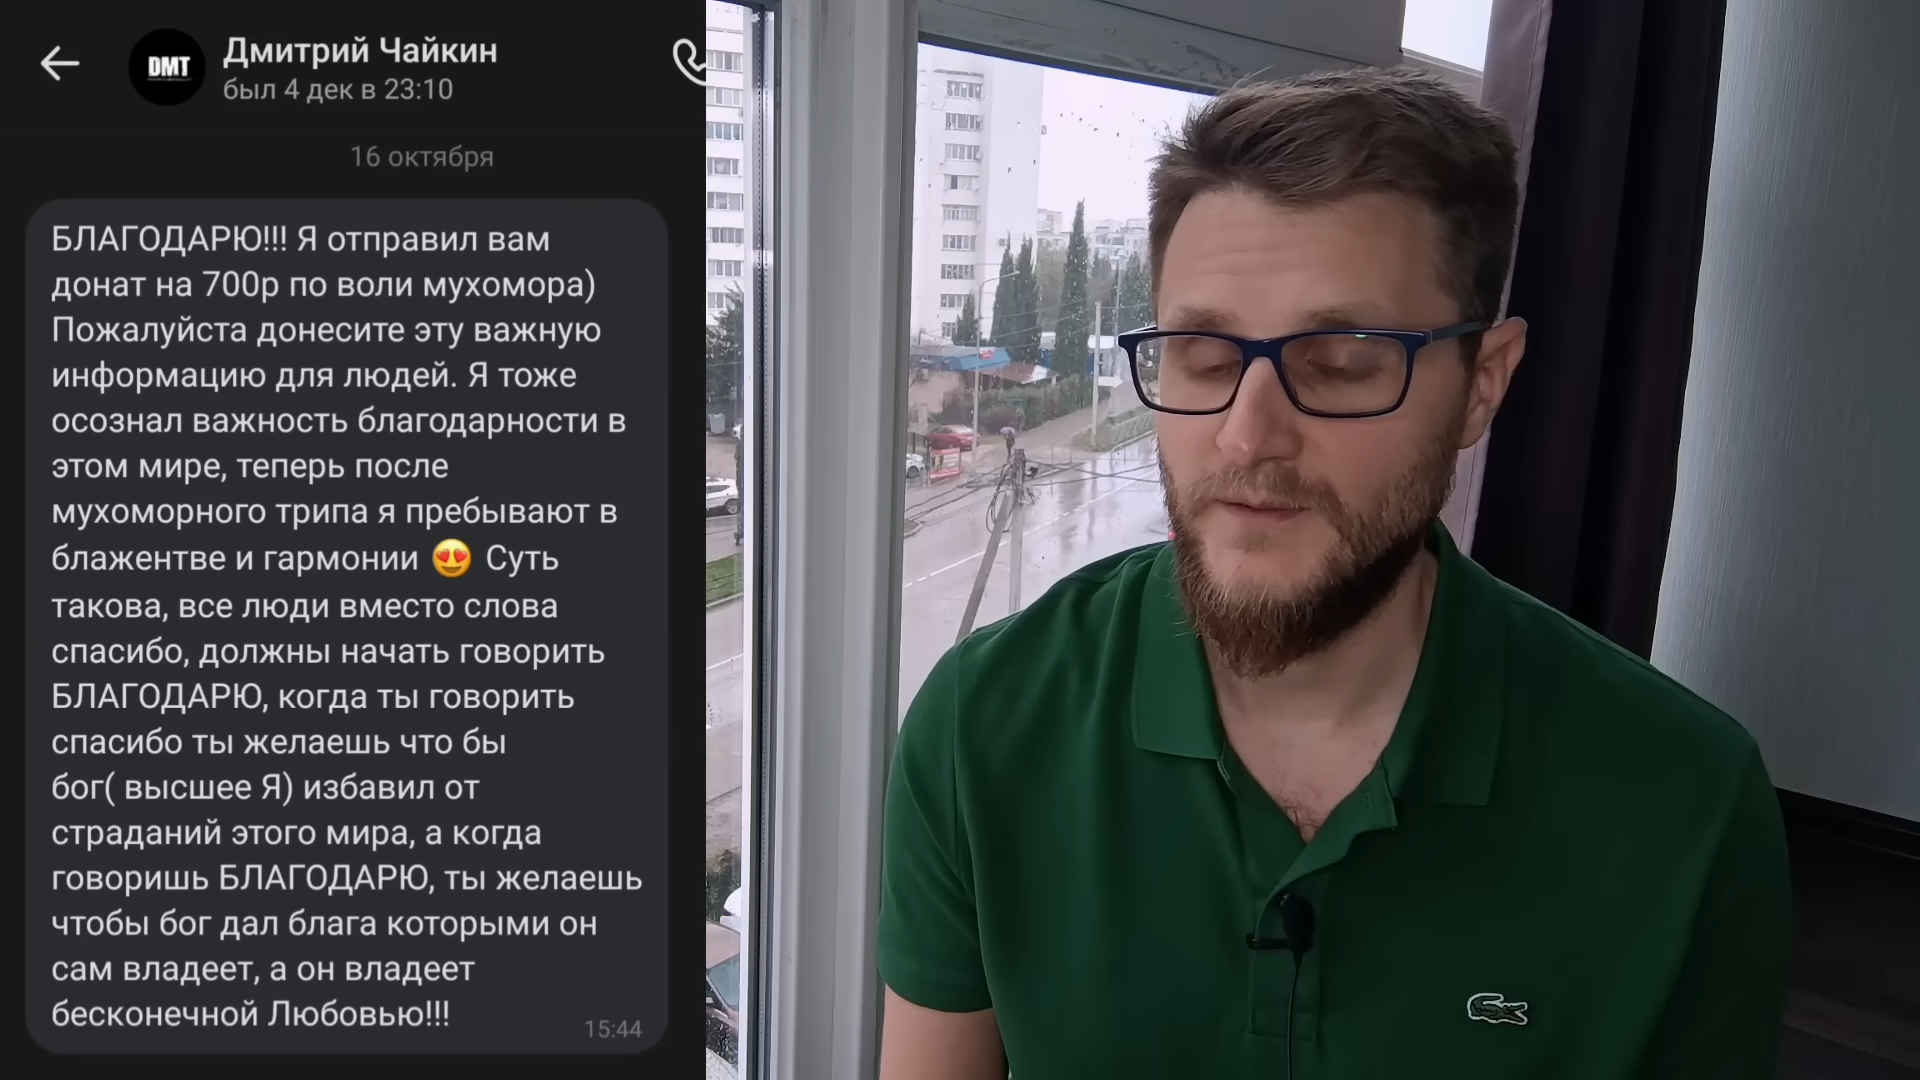 Дмитрий Чайкин
был 4 дек в 23:10
DMT
16 октября
БЛАГОДАРЮ!!! Я отправил вам
донат на 700р по воли мухомора)
Пожалуйста донесите эту важную
информацию для людей. Я тоже
осознал важность благодарности в
этом мире, теперь после
мухоморного трипа я пребывают в
блажентве и гармонии 😍 Суть
такова, все люди вместо слова
спасибо, должны начать говорить
БЛАГОДАРЮ, когда ты говорить
спасибо ты желаешь что бы
бог( высшее Я) избавил от
страданий этого мира, а когда
говоришь БЛАГОДАРЮ, ты желаешь
чтобы бог дал блага которыми он
сам владеет, а он владеет
бесконечной Любовью!!!
15:44